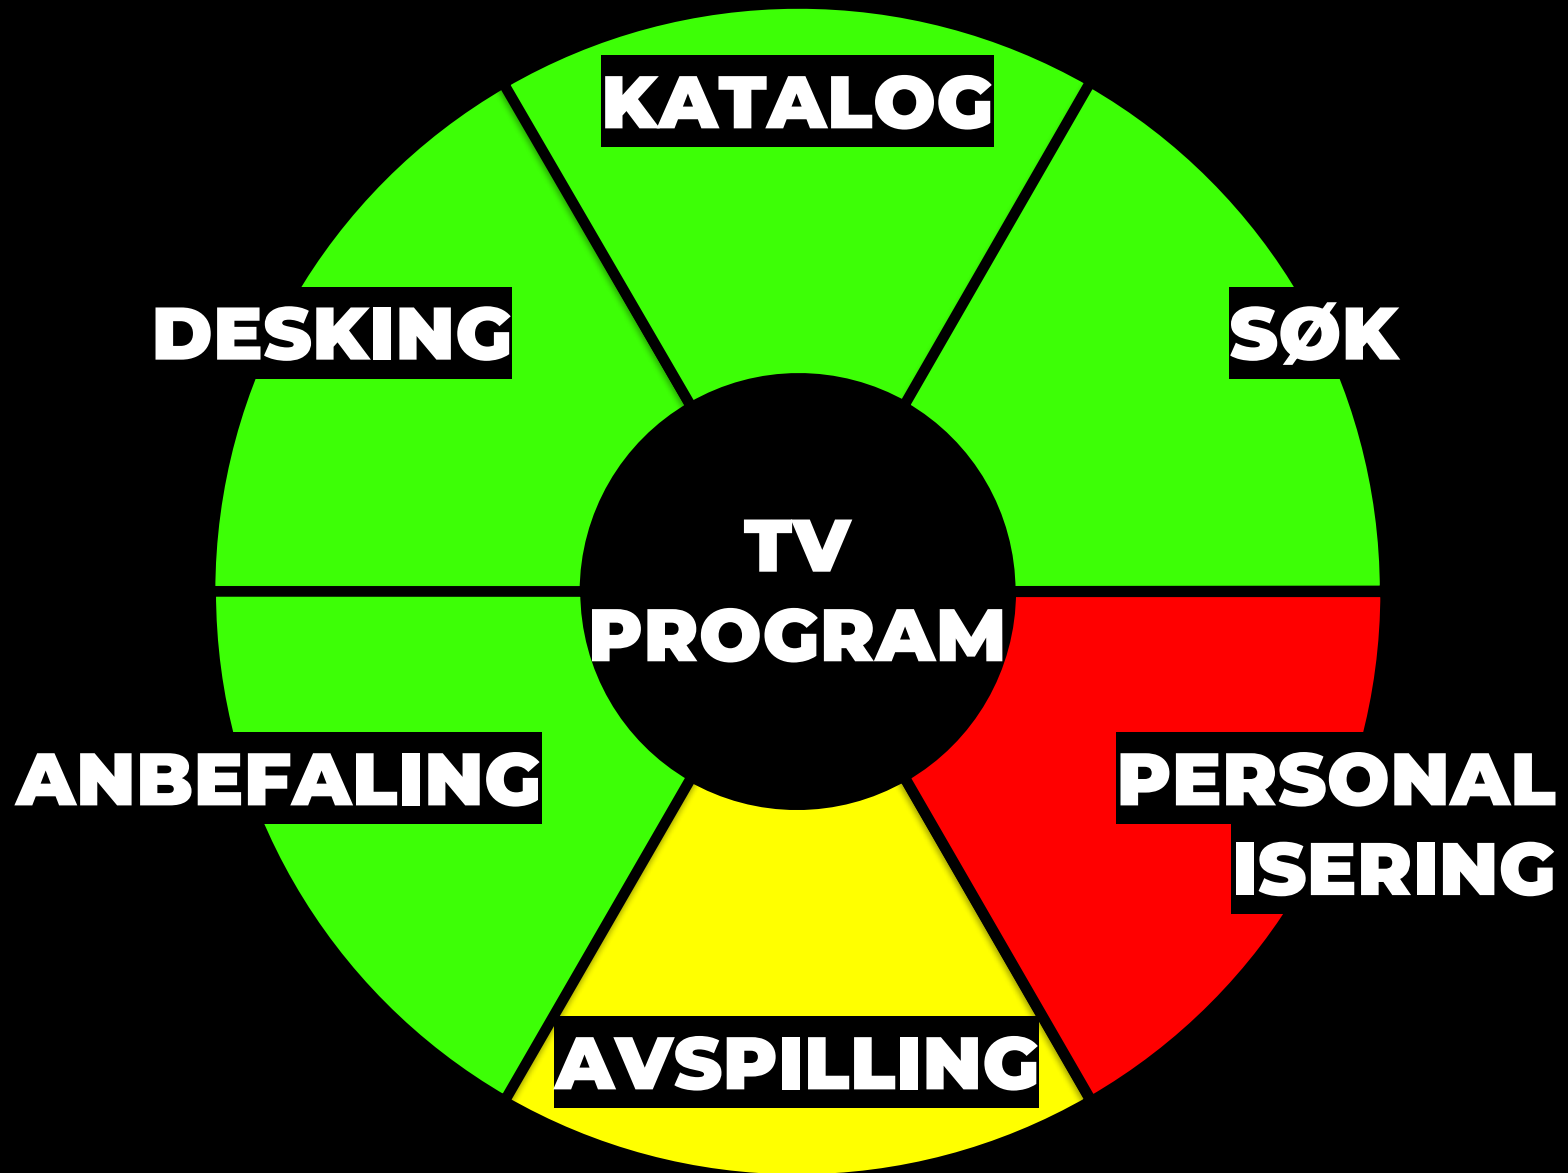 KATALOG
DESKING
SØK
TV
PROGRAM
ANBEFALING
PERSONAL
ISERING
AVSPILLING